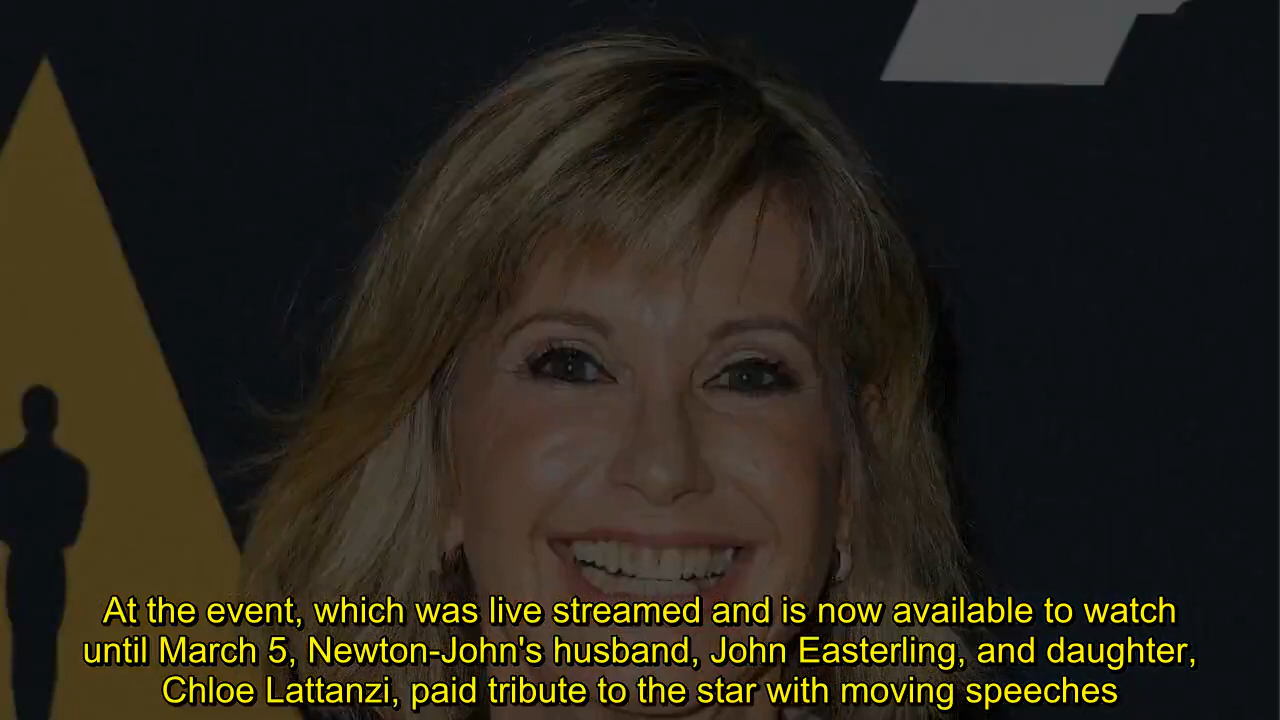 At the event, which was live streamed and is now available to watch
until March 5, Newton-John's husband, John Easterling, and daughter,
Chloe Lattanzi, paid tribute to the star with moving speeches